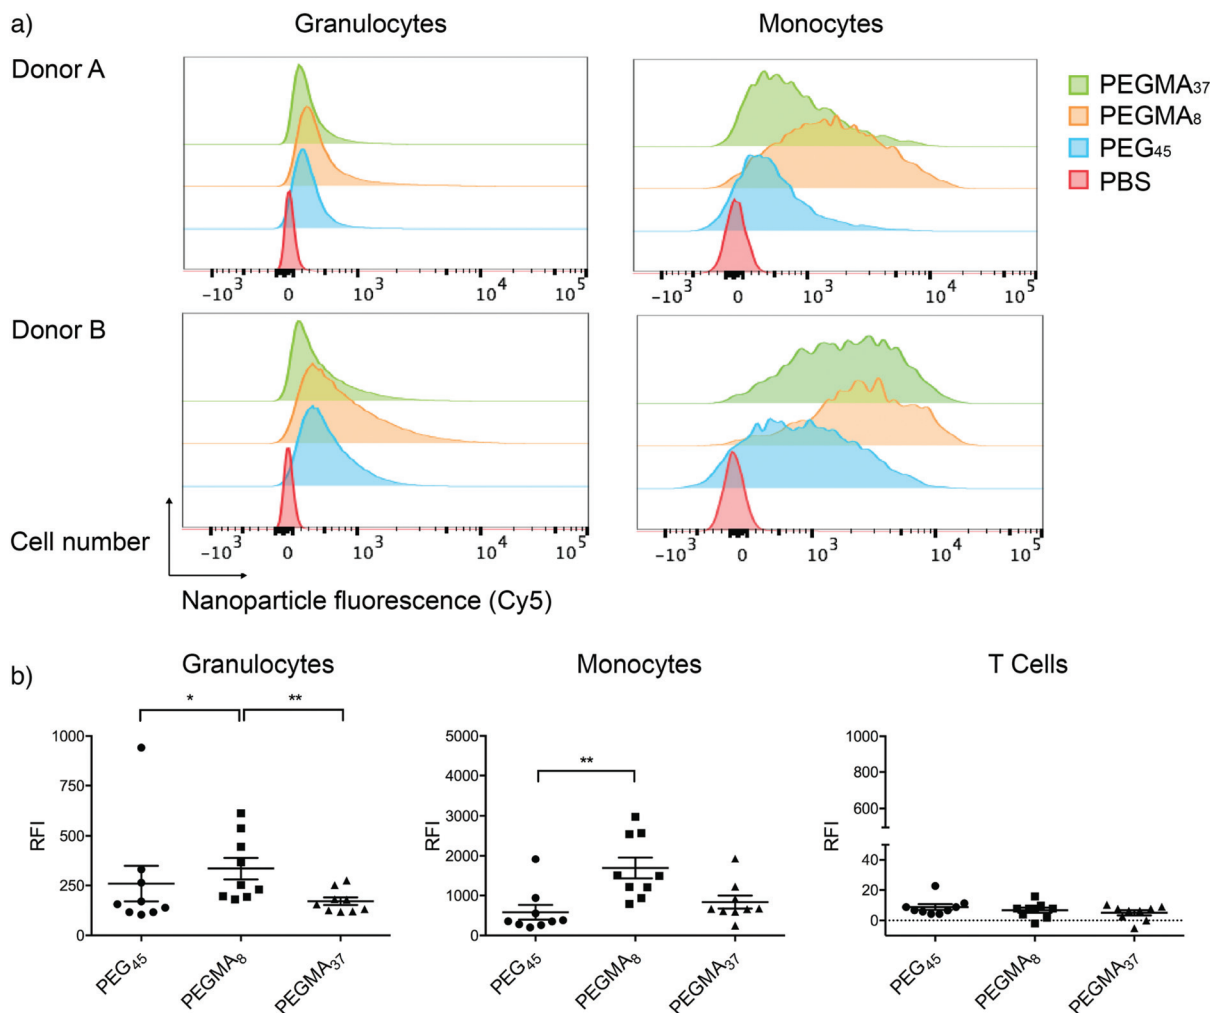 a)
Granulocytes
Monocytes
Donor A
PEGMA₃₇
PEGMA₈
PEG₄₅
PBS
−10³ 0 10³ 10⁴ 10⁵
−10³ 0 10³ 10⁴ 10⁵
Donor B
−10³ 0 10³ 10⁴ 10⁵
−10³ 0 10³ 10⁴ 10⁵
Cell number
Nanoparticle fluorescence (Cy5)
b)
Granulocytes
* **
1000
750
500
250
0
RFI
PEG₄₅
PEGMA₈
PEGMA₃₇
Monocytes
**
5000
4000
3000
2000
1000
0
RFI
PEG₄₅
PEGMA₈
PEGMA₃₇
T Cells
1000
800
600
40
20
0
RFI
PEG₄₅
PEGMA₈
PEGMA₃₇